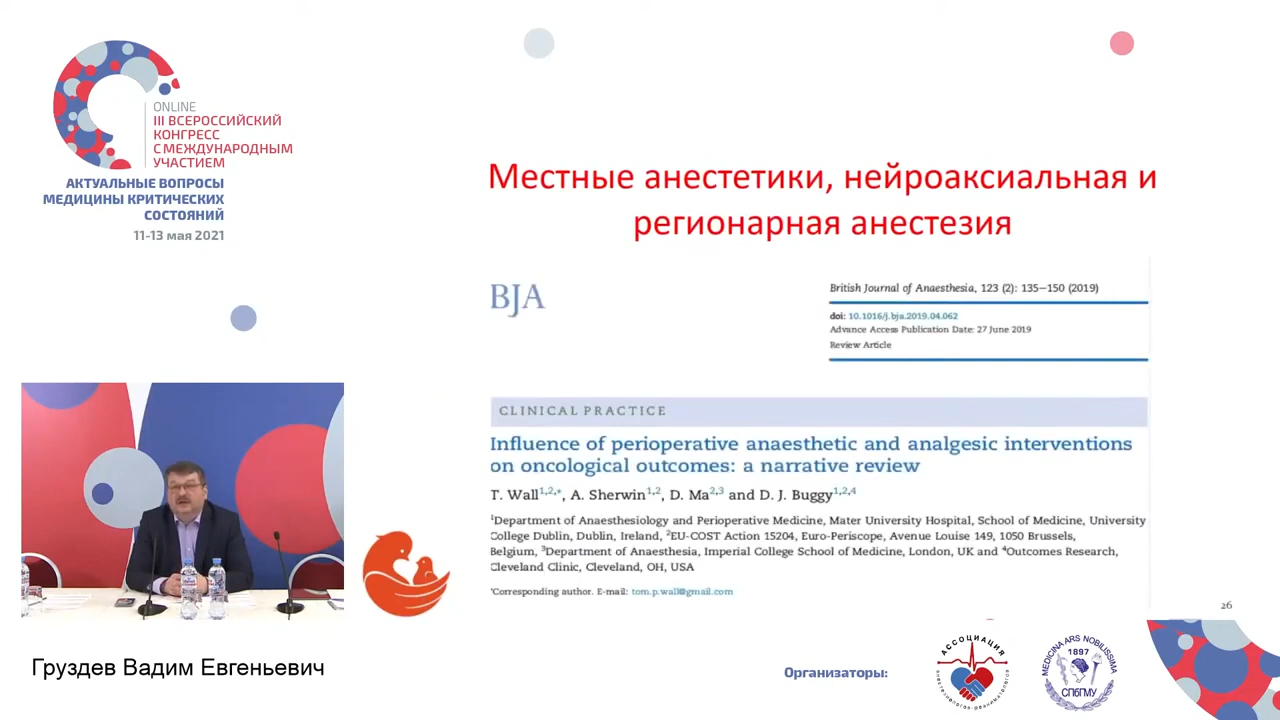 ONLINE
III ВСЕРОССИЙСКИЙ
КОНГРЕСС
С МЕЖДУНАРОДНЫМ
УЧАСТИЕМ
АКТУАЛЬНЫЕ ВОПРОСЫ
МЕДИЦИНЫ КРИТИЧЕСКИХ
СОСТОЯНИЙ
11-13 мая 2021
Местные анестетики, нейроаксиальная и
регионарная анестезия
BJA
British Journal of Anaesthesia, 123 (2): 135–150 (2019)
doi: 10.1016/j.bja.2019.04.062
Advance Access Publication Date: 27 June 2019
Review Article
CLINICAL PRACTICE
Influence of perioperative anaesthetic and analgesic interventions
on oncological outcomes: a narrative review
T. Wall1,2,*, A. Sherwin1,2, D. Ma2,3 and D. J. Buggy1,2,4
1Department of Anaesthesiology and Perioperative Medicine, Mater University Hospital, School of Medicine, University
College Dublin, Dublin, Ireland, 2EU-COST Action 15204, Euro-Periscope, Avenue Louise 149, 1050 Brussels,
Belgium, 3Department of Anaesthesia, Imperial College School of Medicine, London, UK and 4Outcomes Research,
Cleveland Clinic, Cleveland, OH, USA
*Corresponding author. E-mail: tom.p.wall@gmail.com
26
Груздев Вадим Евгеньевич
Организаторы:
АССОЦИАЦИЯ
анестезиологов-реаниматологов
MEDICINA ARS NOBILISSIMA
1897
СПбГМУ